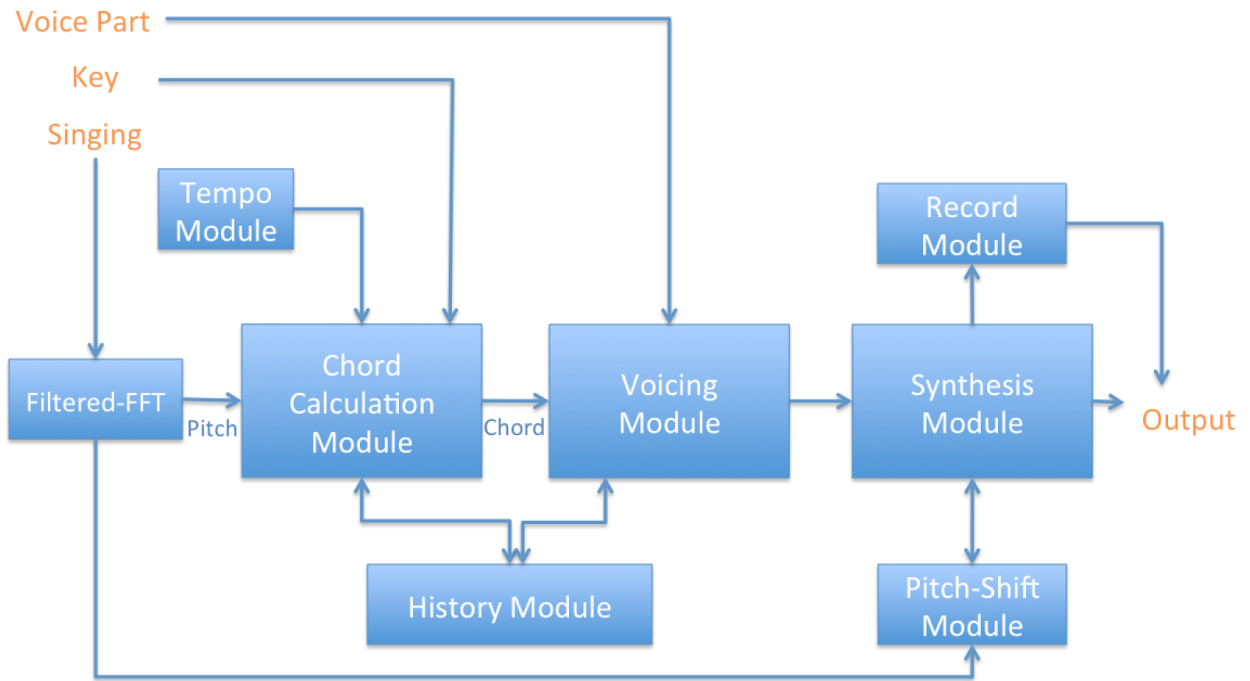 Voice Part
Key
Singing
Tempo
Module
Record
Module
Filtered-FFT
Pitch
Chord
Calculation
Module
Chord
Voicing
Module
Synthesis
Module
Output
History Module
Pitch-Shift
Module